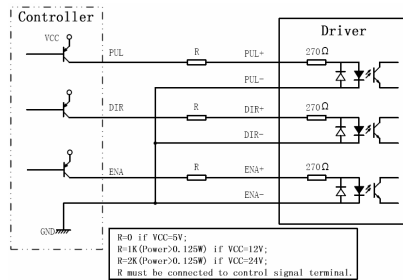 Controller
Driver
VCC
PUL
R
PUL+
270Ω
PUL-
DIR
R
DIR+
270Ω
DIR-
ENA
R
ENA+
270Ω
ENA-
GND
R=0 if VCC=5V;
R=1K(Power>0.125W) if VCC=12V;
R=2K(Power>0.125W) if VCC=24V;
R must be connected to control signal terminal.